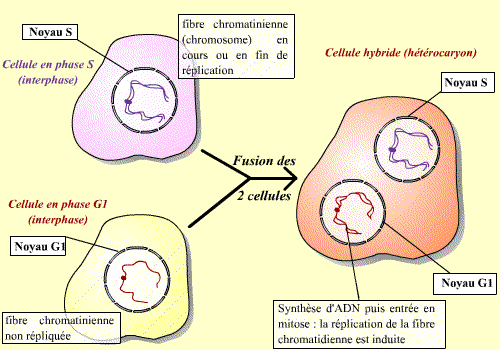 Noyau S
Cellule en phase S
(interphase)
fibre chromatinienne
(chromosome) en
cours ou en fin de
réplication
Cellule hybride (hétérocaryon)
Noyau S
Fusion des
2 cellules
Cellule en phase G1
(interphase)
Noyau G1
fibre chromatinienne
non répliquée
Noyau G1
Synthèse d'ADN puis entrée en
mitose : la réplication de la fibre
chromatidienne est induite